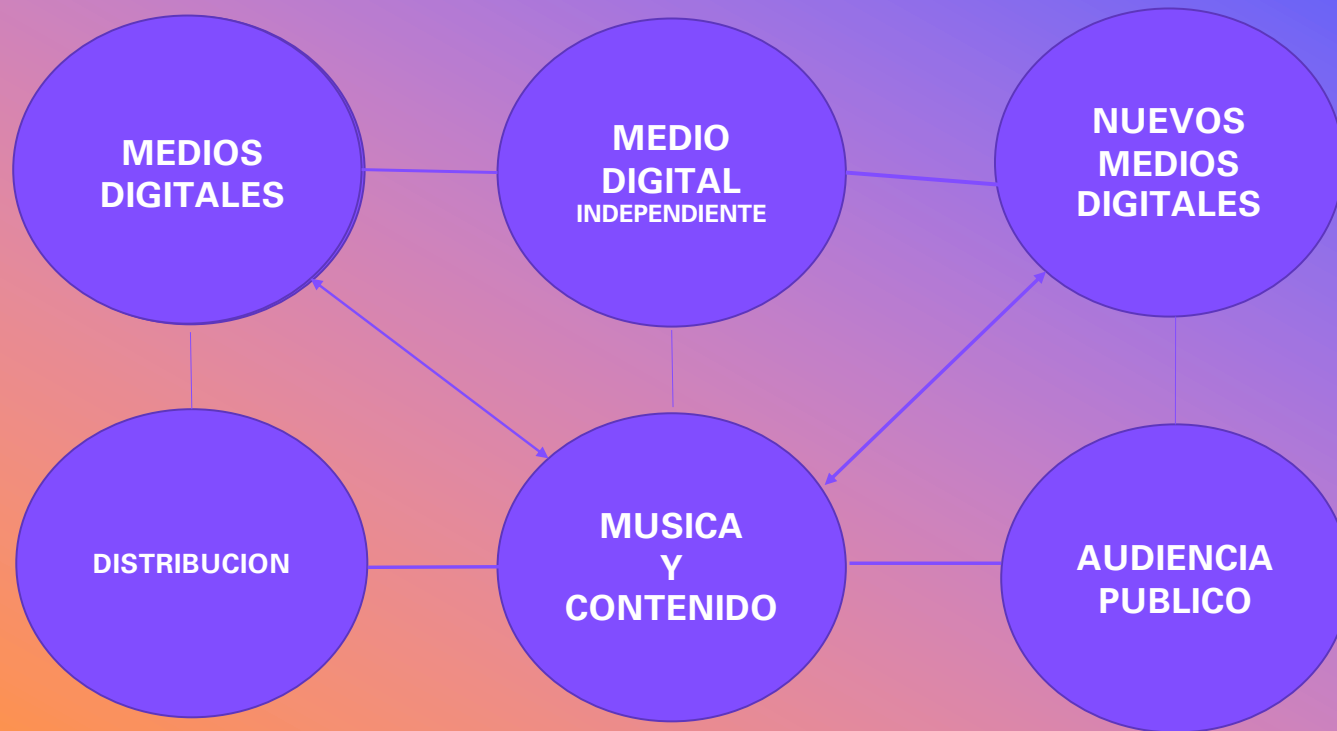 MEDIOS
DIGITALES
MEDIO
DIGITAL
INDEPENDIENTE
NUEVOS
MEDIOS
DIGITALES
DISTRIBUCION
MUSICA
Y
CONTENIDO
AUDIENCIA
PUBLICO